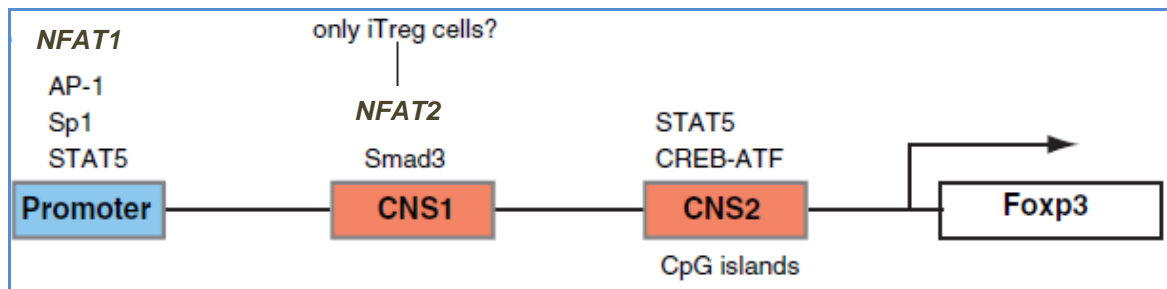 NFAT1
AP-1
Sp1
STAT5
Promoter
only iTreg cells?
NFAT2
Smad3
CNS1
STAT5
CREB-ATF
CNS2
CpG islands
Foxp3